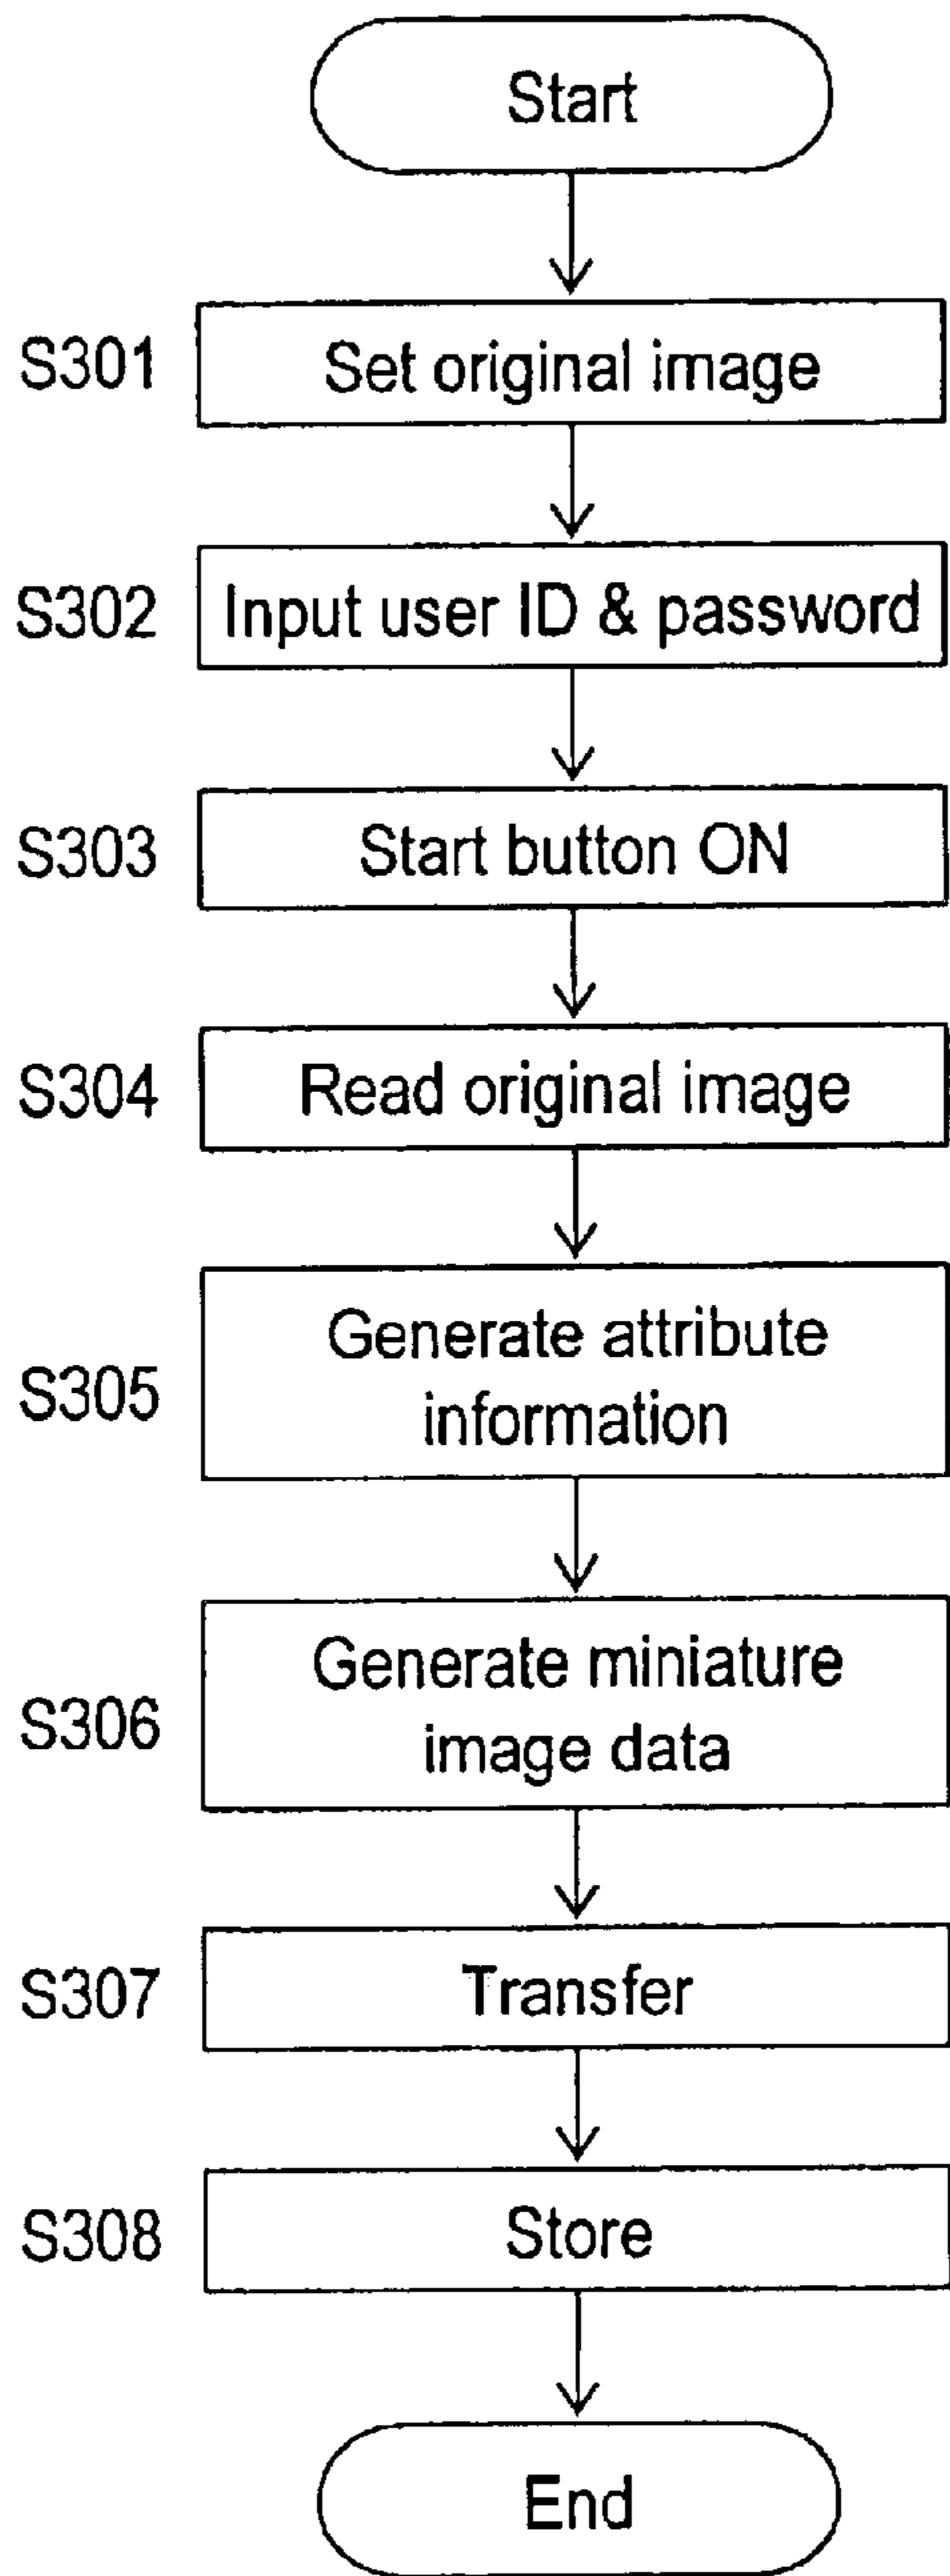 Start
S301 Set original image
S302 Input user ID & password
S303 Start button ON
S304 Read original image
S305 Generate attribute
information
S306 Generate miniature
image data
S307 Transfer
S308 Store
End